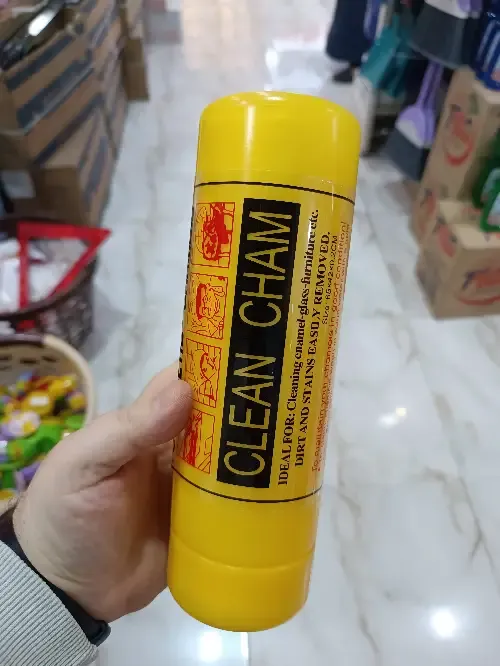 CLEAN CHAM
IDEAL FOR: Cleaning enamel-glass-furniture etc.
DIRT AND STAINS EASILY REMOVED.